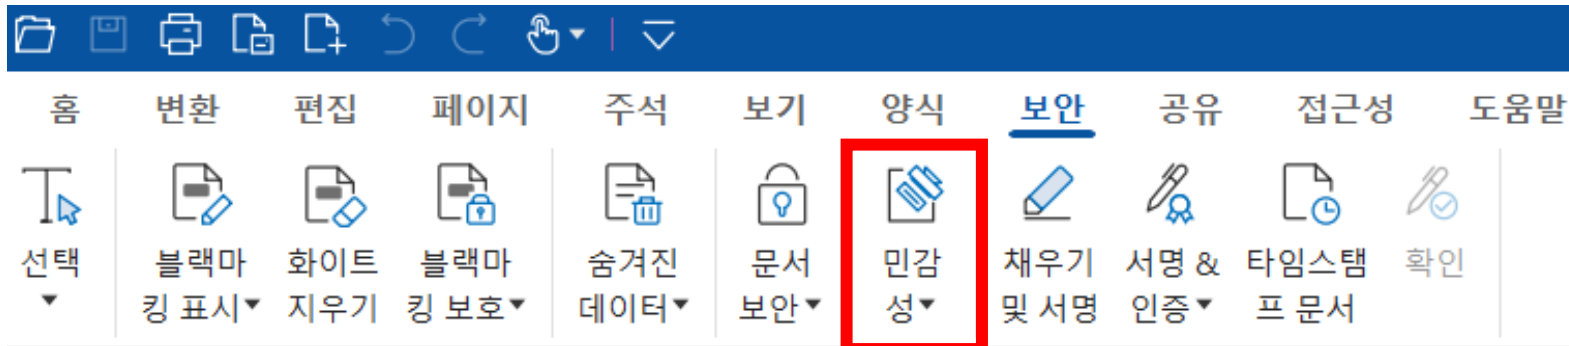 홈 변환 편집 페이지 주석 보기 양식 보안 공유 접근성 도움말
선택
블랙마
킹 표시
화이트
지우기
블랙마
킹 보호
숨겨진
데이터
문서
보안
민감
성
채우기
및 서명
서명 &
인증
타임스탬
프 문서
확인